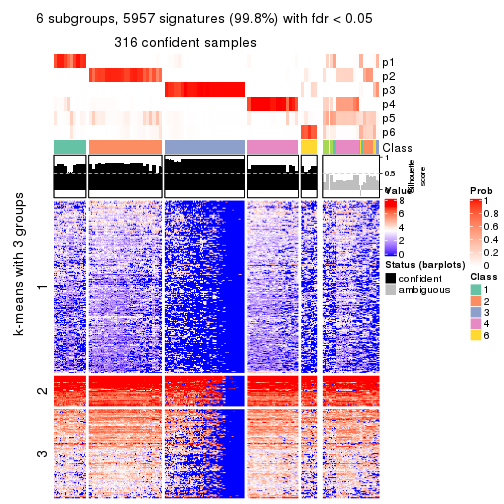 6 subgroups, 5957 signatures (99.8%) with fdr < 0.05
316 confident samples
p1
p2
p3
p4
p5
p6
Class
1
0.5
0
Silhouette
score
k-means with 3 groups
1
2
3
Value
8
6
4
2
0
Status (barplots)
confident
ambiguous
Prob
1
0.8
0.6
0.4
0.2
0
Class
1
2
3
4
6